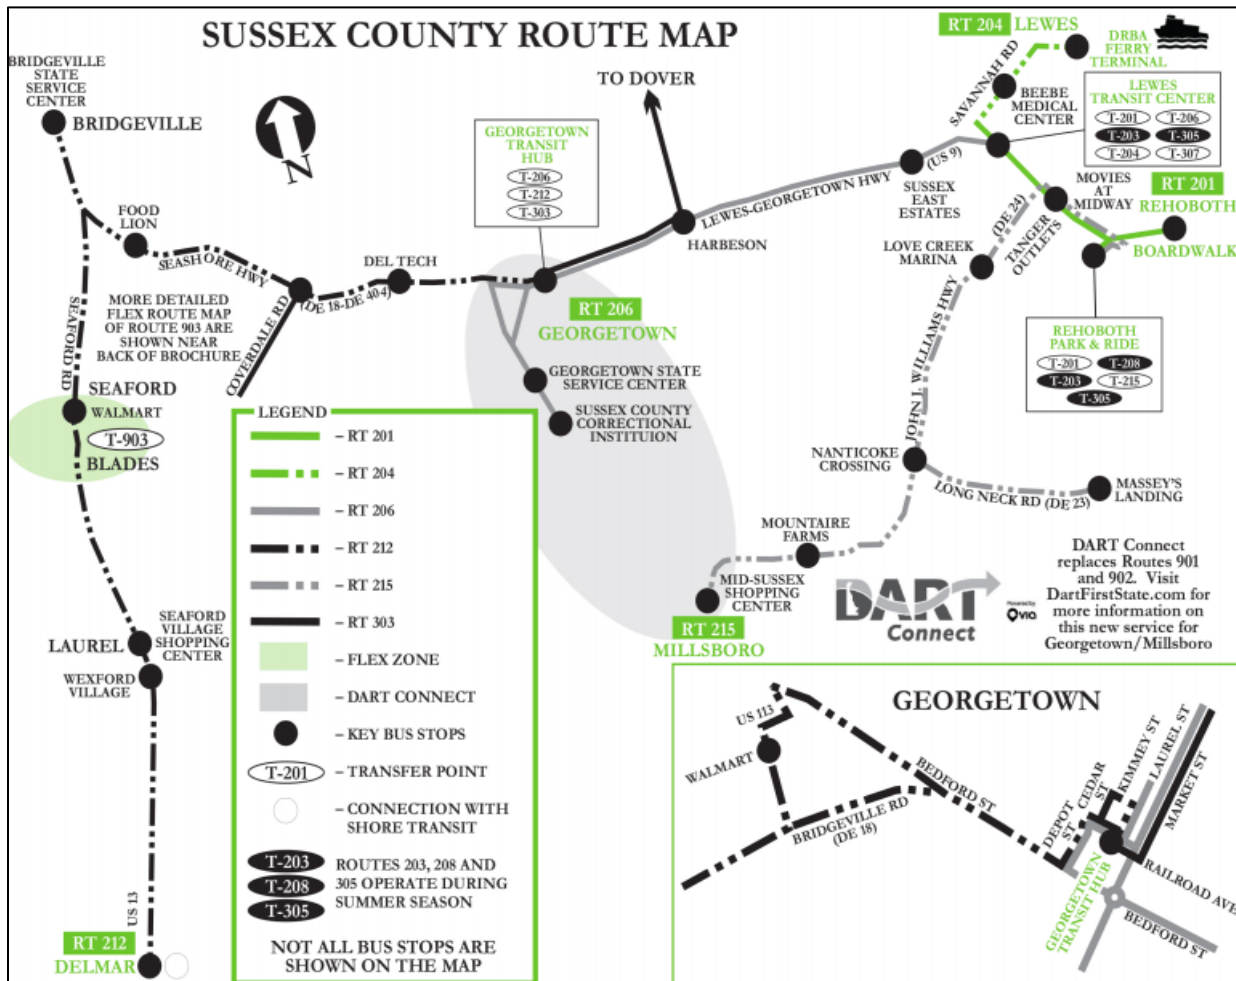 SUSSEX COUNTY ROUTE MAP
BRIDGEVILLE
STATE
SERVICE
CENTER
BRIDGEVILLE
N
TO DOVER
RT 204 LEWES
DRBA
FERRY
TERMINAL
SAVANNAH RD
BEEBE
MEDICAL
CENTER
LEWES
TRANSIT CENTER
T-201 T-206
T-203 T-305
T-204 T-307
GEORGETOWN
TRANSIT
HUB
T-206
T-212
T-303
(US 9)
SUSSEX
EAST
ESTATES
LEWES-GEORGETOWN HWY
HARBESON
MOVIES
AT
MIDWAY
RT 201
REHOBOTH
BOARDWALK
(DE 24)
TANGER
OUTLETS
LOVE CREEK
MARINA
FOOD
LION
SEASHORE HWY
DEL TECH
(DE 18-DE 404)
COVERDALE RD
MORE DETAILED
FLEX ROUTE MAP
OF ROUTE 903 ARE
SHOWN NEAR
BACK OF BROCHURE
SEAFORD RD
RT 206
GEORGETOWN
REHOBOTH
PARK & RIDE
T-201 T-208
T-203 T-215
T-305
JOHN J. WILLIAMS HWY
GEORGETOWN STATE
SERVICE CENTER
SUSSEX COUNTY
CORRECTIONAL
INSTITUUION
SEAFORD
WALMART
T-903
BLADES
NANTICOKE
CROSSING
LONG NECK RD (DE 23)
MASSEY'S
LANDING
MOUNTAIRE
FARMS
MID-SUSSEX
SHOPPING
CENTER
RT 215
MILLSBORO
DART
Connect
Powered by
via
DART Connect
replaces Routes 901
and 902. Visit
DartFirstState.com for
more information on
this new service for
Georgetown/Millsboro
LAUREL
SEAFORD
VILLAGE
SHOPPING
CENTER
WEXFORD
VILLAGE
US 13
RT 212
DELMAR
LEGEND
– RT 201
– RT 204
– RT 206
– RT 212
– RT 215
– RT 303
– FLEX ZONE
– DART CONNECT
– KEY BUS STOPS
T-201 – TRANSFER POINT
– CONNECTION WITH
SHORE TRANSIT
T-203 ROUTES 203, 208 AND
T-208 305 OPERATE DURING
T-305 SUMMER SEASON
NOT ALL BUS STOPS ARE
SHOWN ON THE MAP
GEORGETOWN
US 113
WALMART
BRIDGEVILLE RD
(DE 18)
BEDFORD ST
DEPOT
ST
CEDAR
ST
KIMMEY ST
LAUREL ST
MARKET ST
RAILROAD AVE
GEORGETOWN
TRANSIT HUB
BEDFORD ST